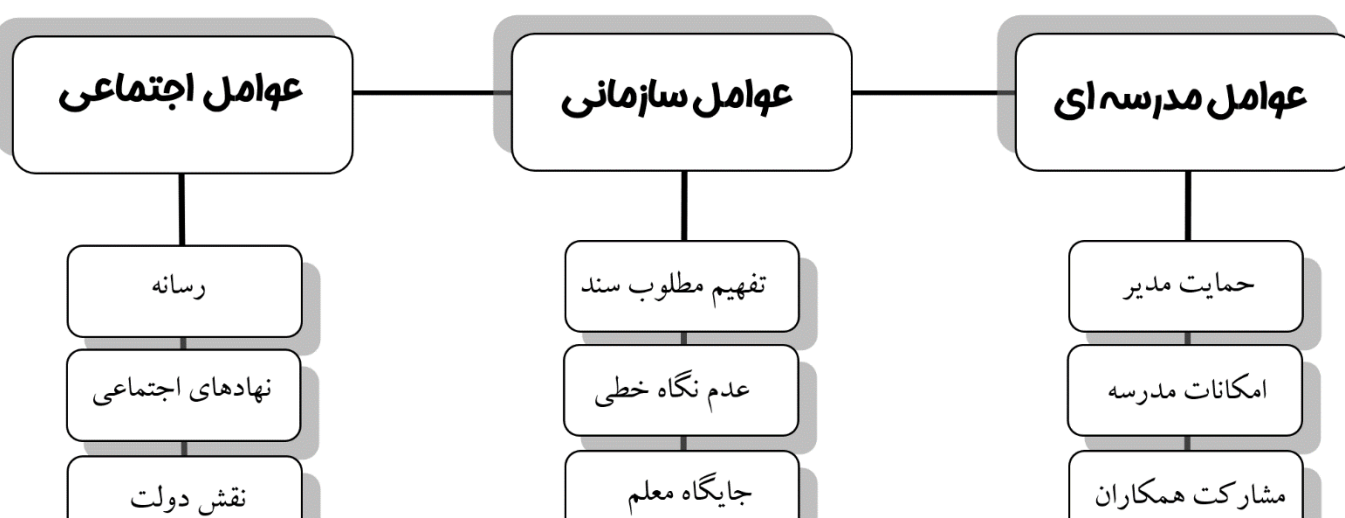 عوامل مدرسه ای
عوامل سازمانی
عوامل اجتماعی
حمایت مدیر
امکانات مدرسه
مشارکت همکاران
تفهیم مطلوب سند
عدم نگاه خطی
جایگاه معلم
رسانه
نهادهای اجتماعی
نقش دولت